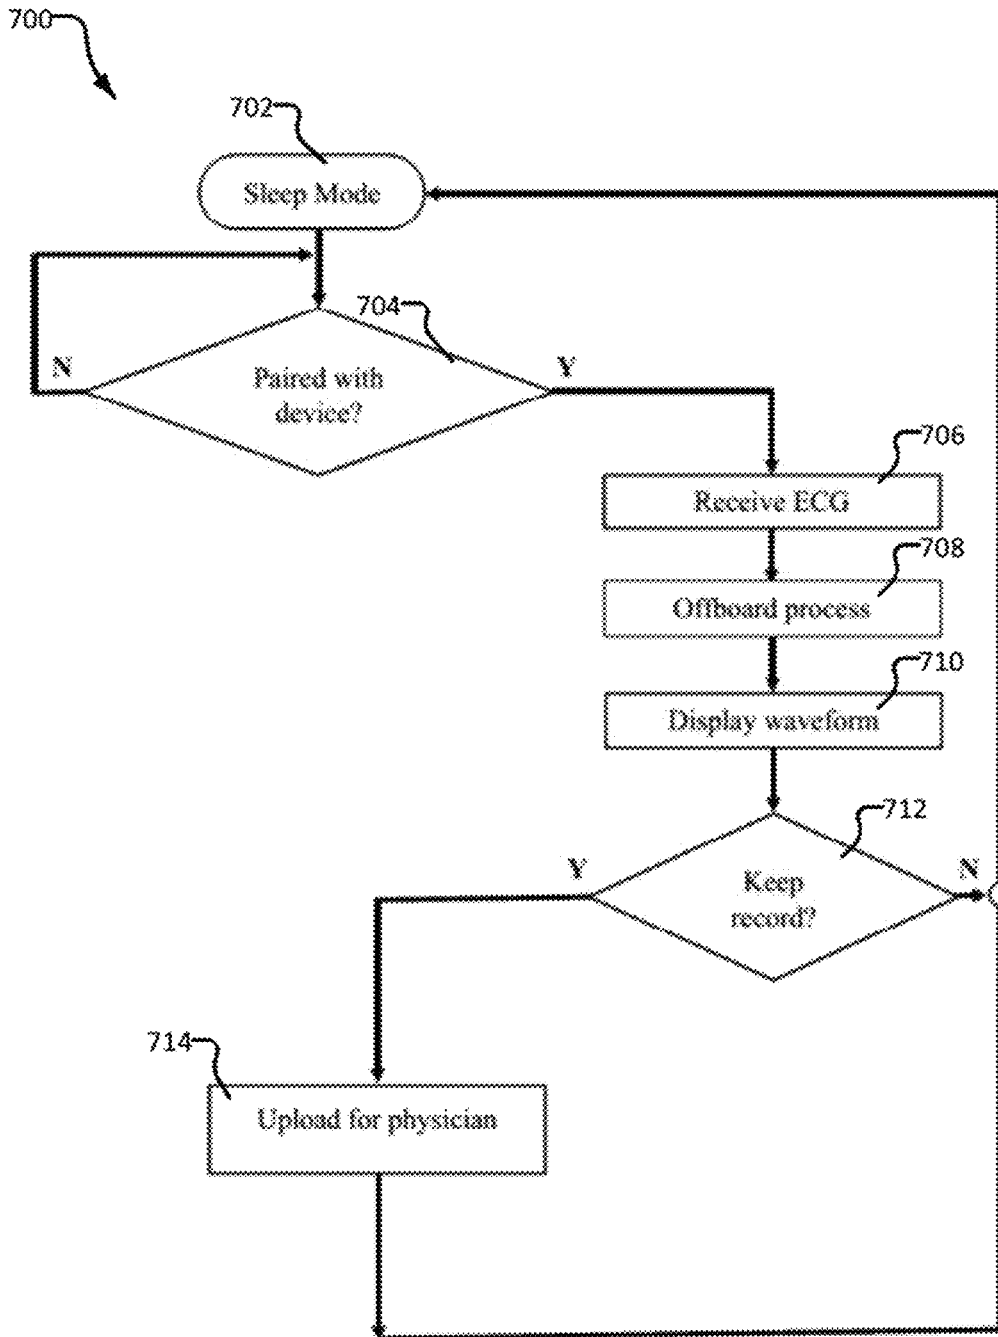 700
702
Sleep Mode
704
N
Y
Paired with
device?
706
Receive ECG
708
Offboard process
710
Display waveform
712
Y
N
Keep
record?
714
Upload for physician